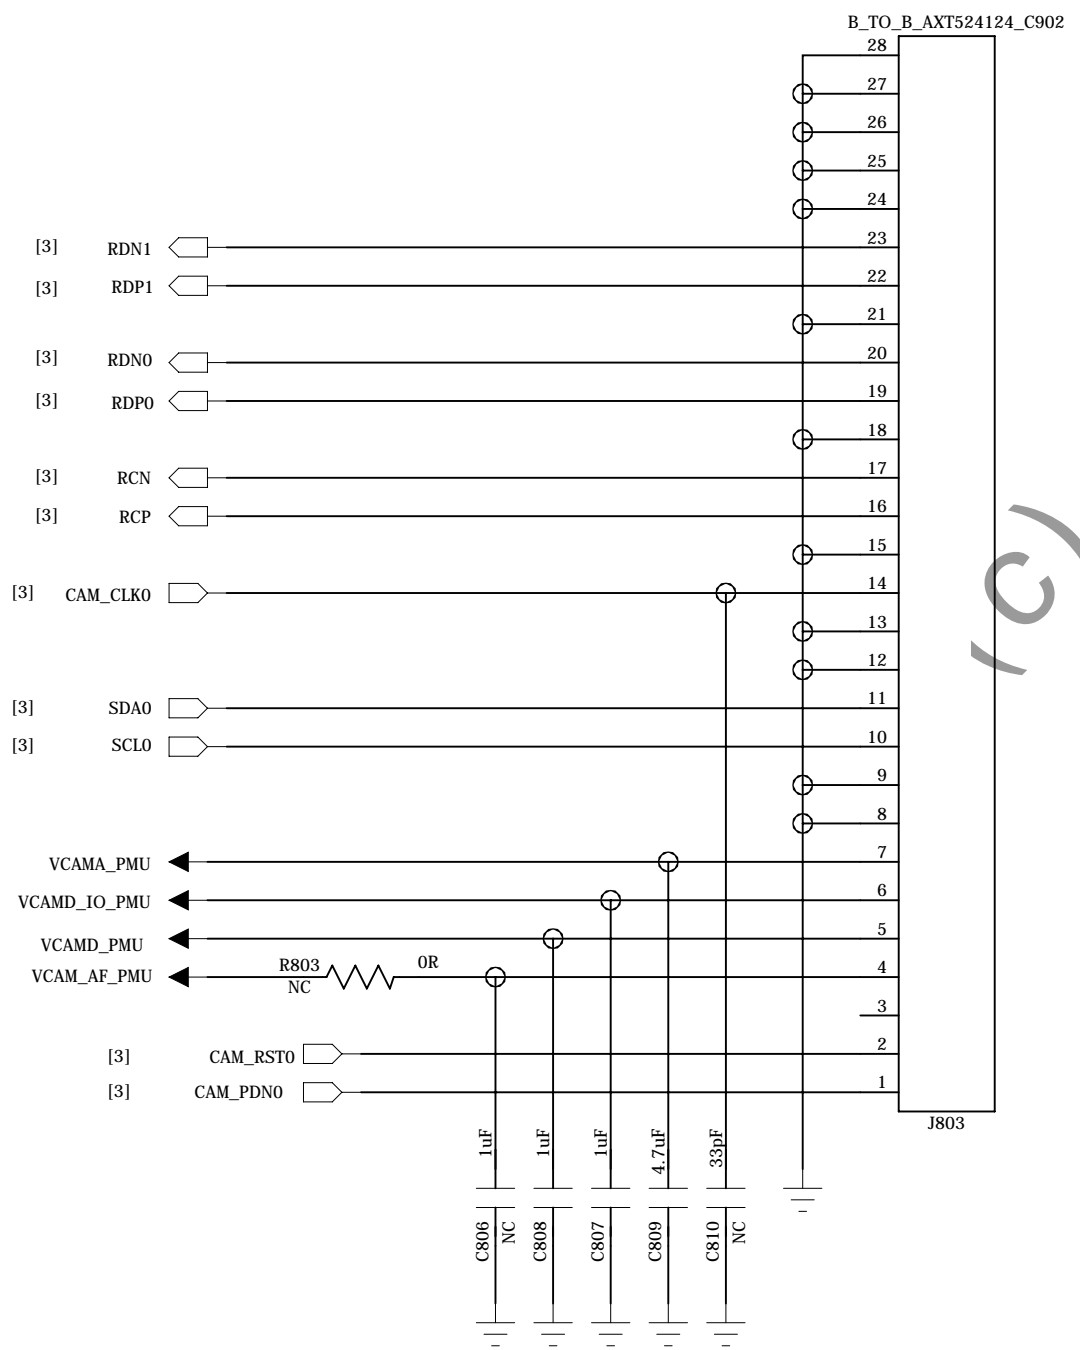 B_TO_B_AXT524124_C902
28
27
26
25
24
[3] RDN1 23
[3] RDP1 22
21
[3] RDN0 20
[3] RDP0 19
18
[3] RCN 17
[3] RCP 16
15
[3] CAM_CLK0 14
13
12
[3] SDA0 11
[3] SCL0 10
9
8
VCAMA_PMU 7
VCAMD_IO_PMU 6
VCAMD_PMU 5
VCAM_AF_PMU R803 NC 0R 4
3
[3] CAM_RST0 2
[3] CAM_PDN0 1
J803
1uF 1uF 1uF 4.7uF 33pF
C806 NC C808 C807 C809 C810 NC
(C)